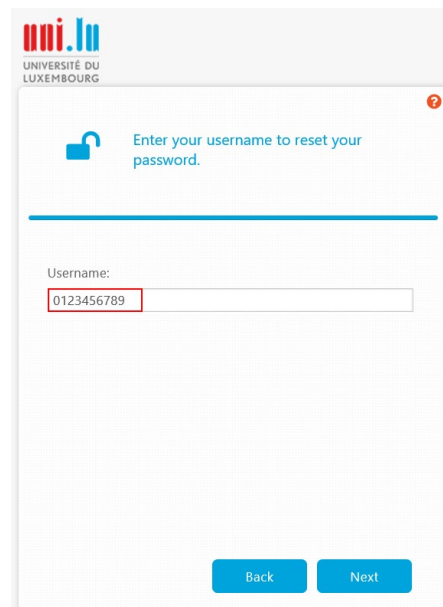 uni.lu
UNIVERSITÉ DU
LUXEMBOURG
?
Enter your username to reset your
password.
Username:
0123456789
Back
Next